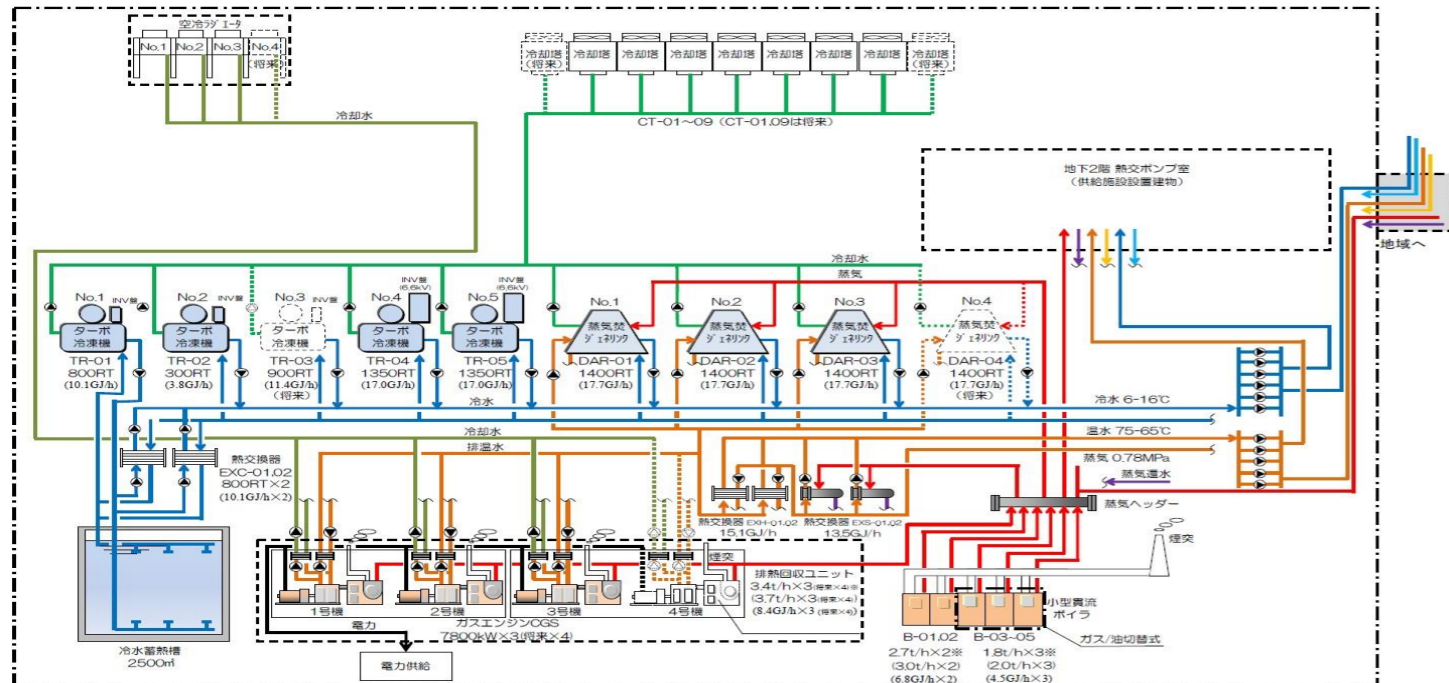 空冷ラジエータ
No.1
No.2
No.3
No.4
(将来)
冷却塔
(将来)
冷却塔
冷却塔
冷却塔
冷却塔
冷却塔
冷却塔
冷却塔
冷却塔
(将来)
冷却水
CT-01～09 (CT-01,09は将来)
地下2階 熱交ポンプ室
(供給施設設置建物)
地域へ
冷却水
蒸気
No.1
INV盤
ターボ
冷凍機
TR-01
800RT
(10.1GJ/h)
No.2
INV盤
ターボ
冷凍機
TR-02
300RT
(3.8GJ/h)
No.3
INV盤
ターボ
冷凍機
TR-03
900RT
(11.4GJ/h)
(将来)
No.4
INV盤
(6.6kV)
ターボ
冷凍機
TR-04
1350RT
(17.0GJ/h)
No.5
INV盤
(6.6kV)
ターボ
冷凍機
TR-05
1350RT
(17.0GJ/h)
No.1
蒸気焚
ジェネリンク
DAR-01
1400RT
(17.7GJ/h)
No.2
蒸気焚
ジェネリンク
DAR-02
1400RT
(17.7GJ/h)
No.3
蒸気焚
ジェネリンク
DAR-03
1400RT
(17.7GJ/h)
No.4
蒸気焚
ジェネリンク
DAR-04
1400RT
(17.7GJ/h)
(将来)
冷水
冷水 6-16℃
冷却水
排温水
温水 75-65℃
蒸気 0.78MPa
蒸気還水
蒸気ヘッダー
熱交換器
EXC-01,02
800RT×2
(10.1GJ/h×2)
熱交換器 EXH-01,02
15.1GJ/h
熱交換器 EXS-01,02
13.5GJ/h
煙突
煙突
排熱回収ユニット
3.4t/h×3(将来×4)※
(3.7t/h×3(将来×4))
(8.4GJ/h×3 (将来×4))
1号機
2号機
3号機
4号機
電力
ガスエンジンCGS
7800kW×3(将来×4)
電力供給
冷水蓄熱槽
2500㎥
小型貫流
ボイラ
ガス/油切替式
B-01,02
2.7t/h×2※
(3.0t/h×2)
(6.8GJ/h×2)
B-03~05
1.8t/h×3※
(2.0t/h×3)
(4.5GJ/h×3)